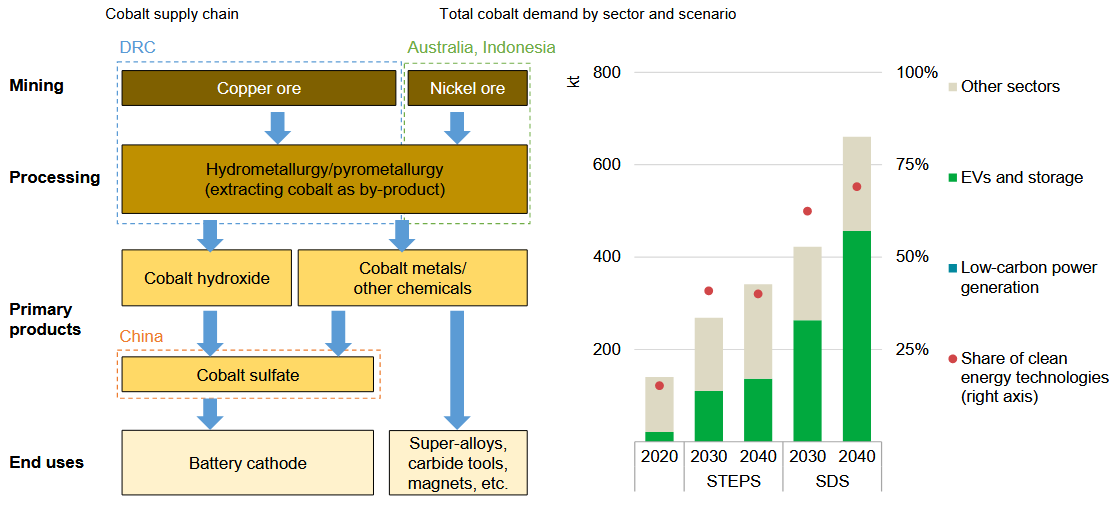 Cobalt supply chain
Total cobalt demand by sector and scenario
DRC
Australia, Indonesia
Mining
Copper ore
Nickel ore
Processing
Hydrometallurgy/pyrometallurgy
(extracting cobalt as by-product)
Primary
products
Cobalt hydroxide
Cobalt metals/
other chemicals
China
Cobalt sulfate
End uses
Battery cathode
Super-alloys,
carbide tools,
magnets, etc.
kt
800
600
400
200
100%
75%
50%
25%
2020
2030
2040
2030
2040
STEPS
SDS
Other sectors
EVs and storage
Low-carbon power
generation
Share of clean
energy technologies
(right axis)